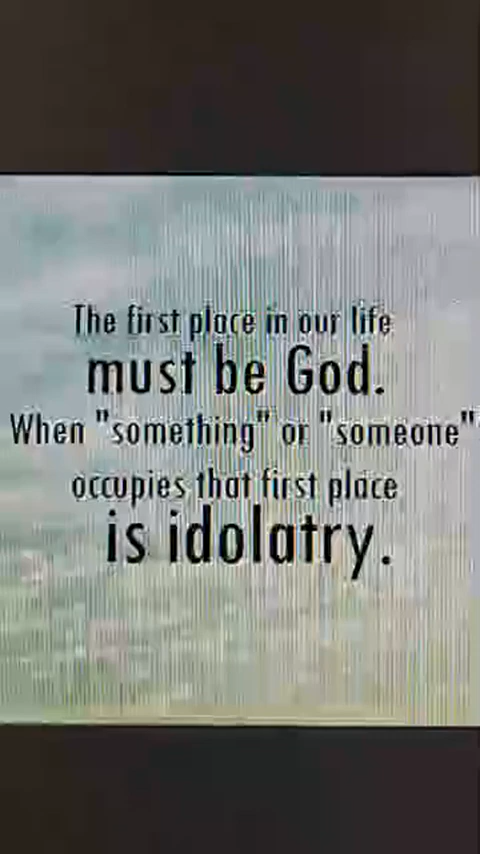 The first place in our life
must be God.
When "something" or "someone"
occupies that first place
is idolatry.